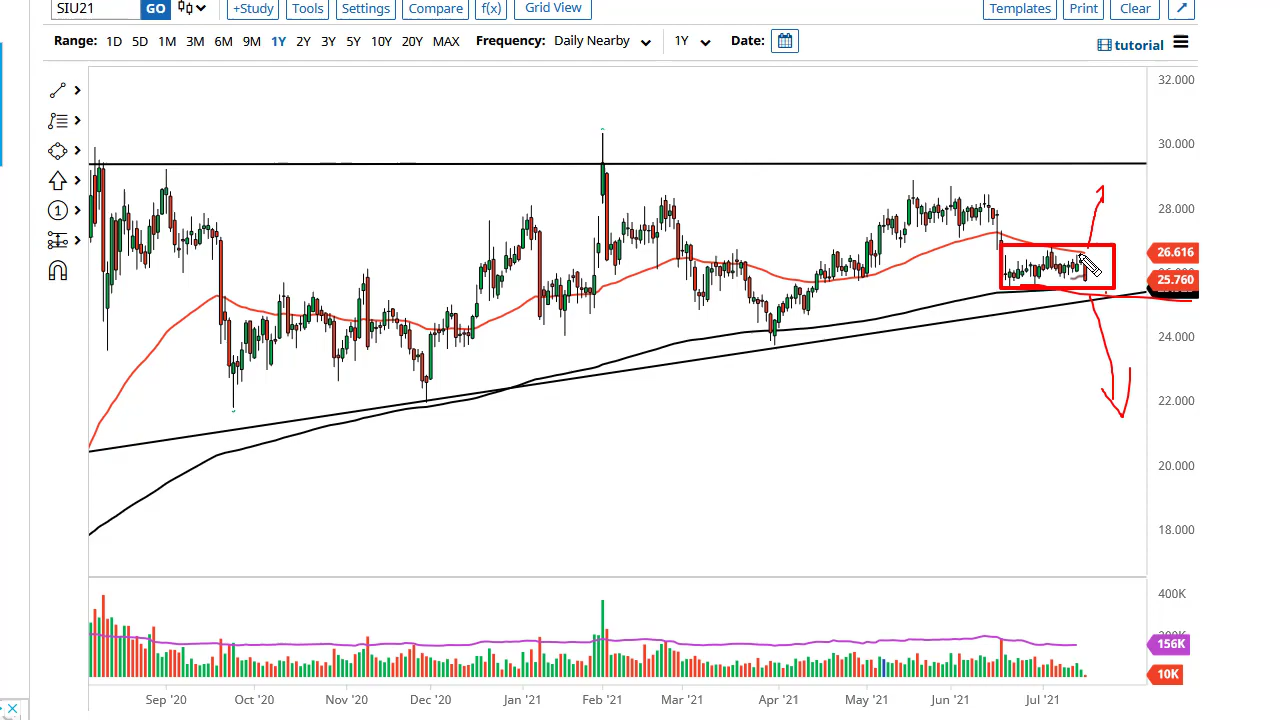 SIU21 GO +Study Tools Settings Compare f(x) Grid View Templates Print Clear
Range: 1D 5D 1M 3M 6M 9M 1Y 2Y 3Y 5Y 10Y 20Y MAX Frequency: Daily Nearby 1Y Date: tutorial
32.000
30.000
28.000
26.616
25.760
24.000
22.000
20.000
18.000
400K
156K
10K
1
Sep '20 Oct '20 Nov '20 Dec '20 Jan '21 Feb '21 Mar '21 Apr '21 May '21 Jun '21 Jul '21